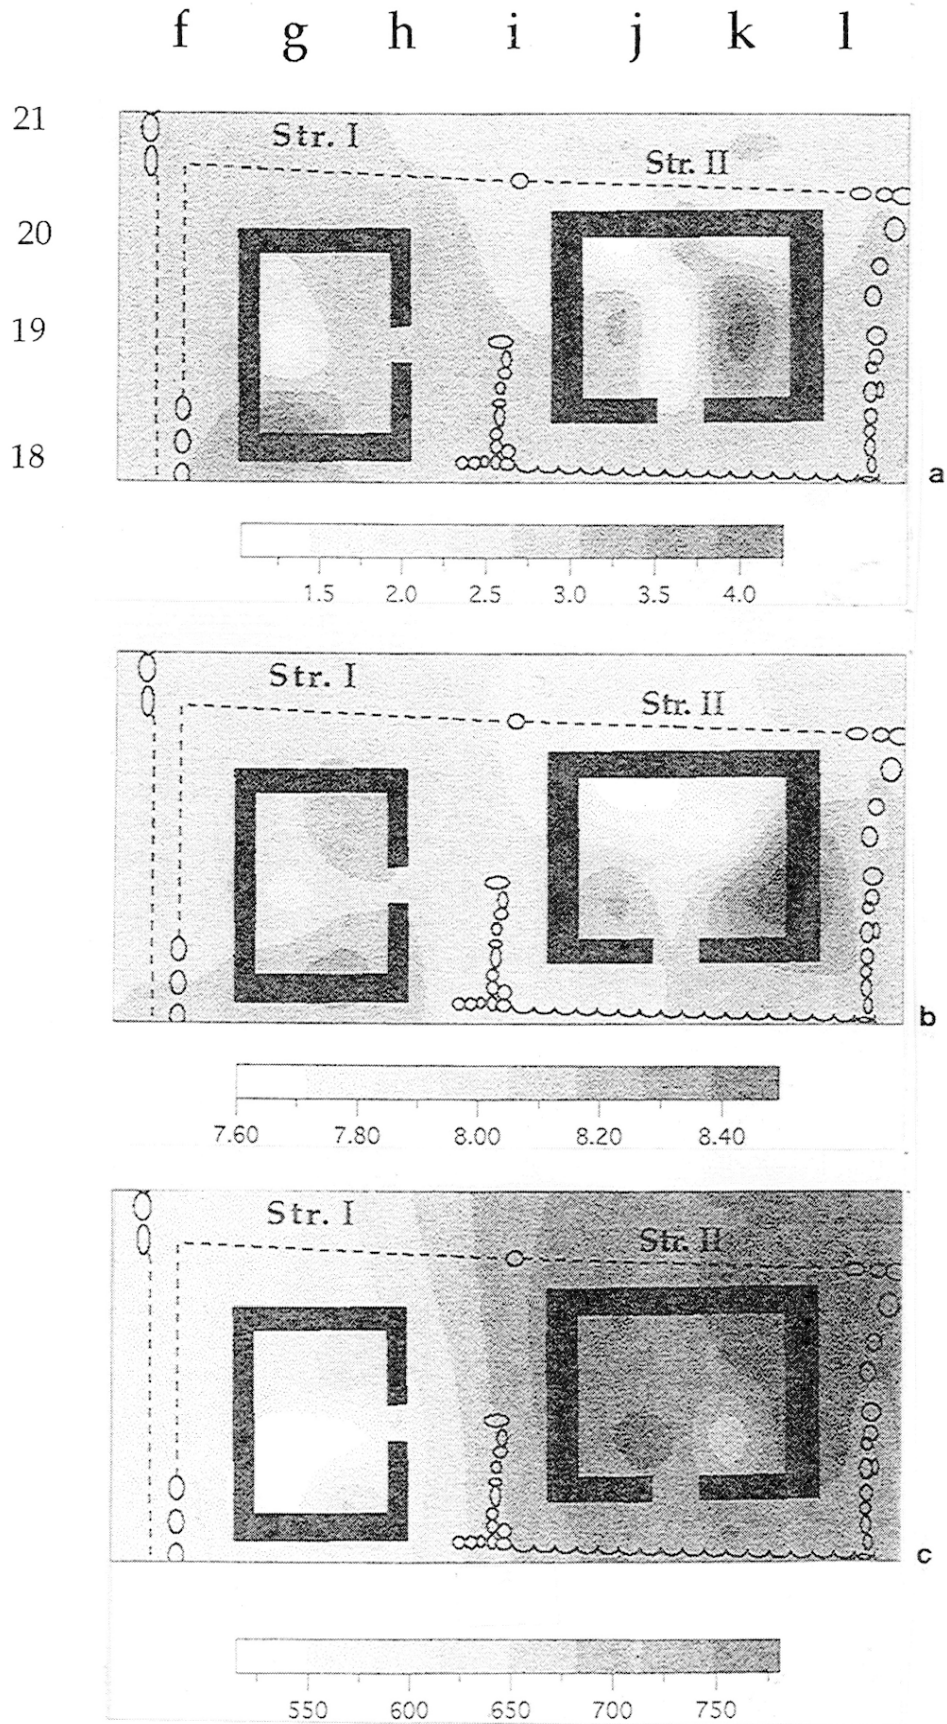 f g h i j k l
21
Str. I
Str. II
20
19
18
a
1.5 2.0 2.5 3.0 3.5 4.0
Str. I
Str. II
b
7.60 7.80 8.00 8.20 8.40
Str. I
Str. II
c
550 600 650 700 750